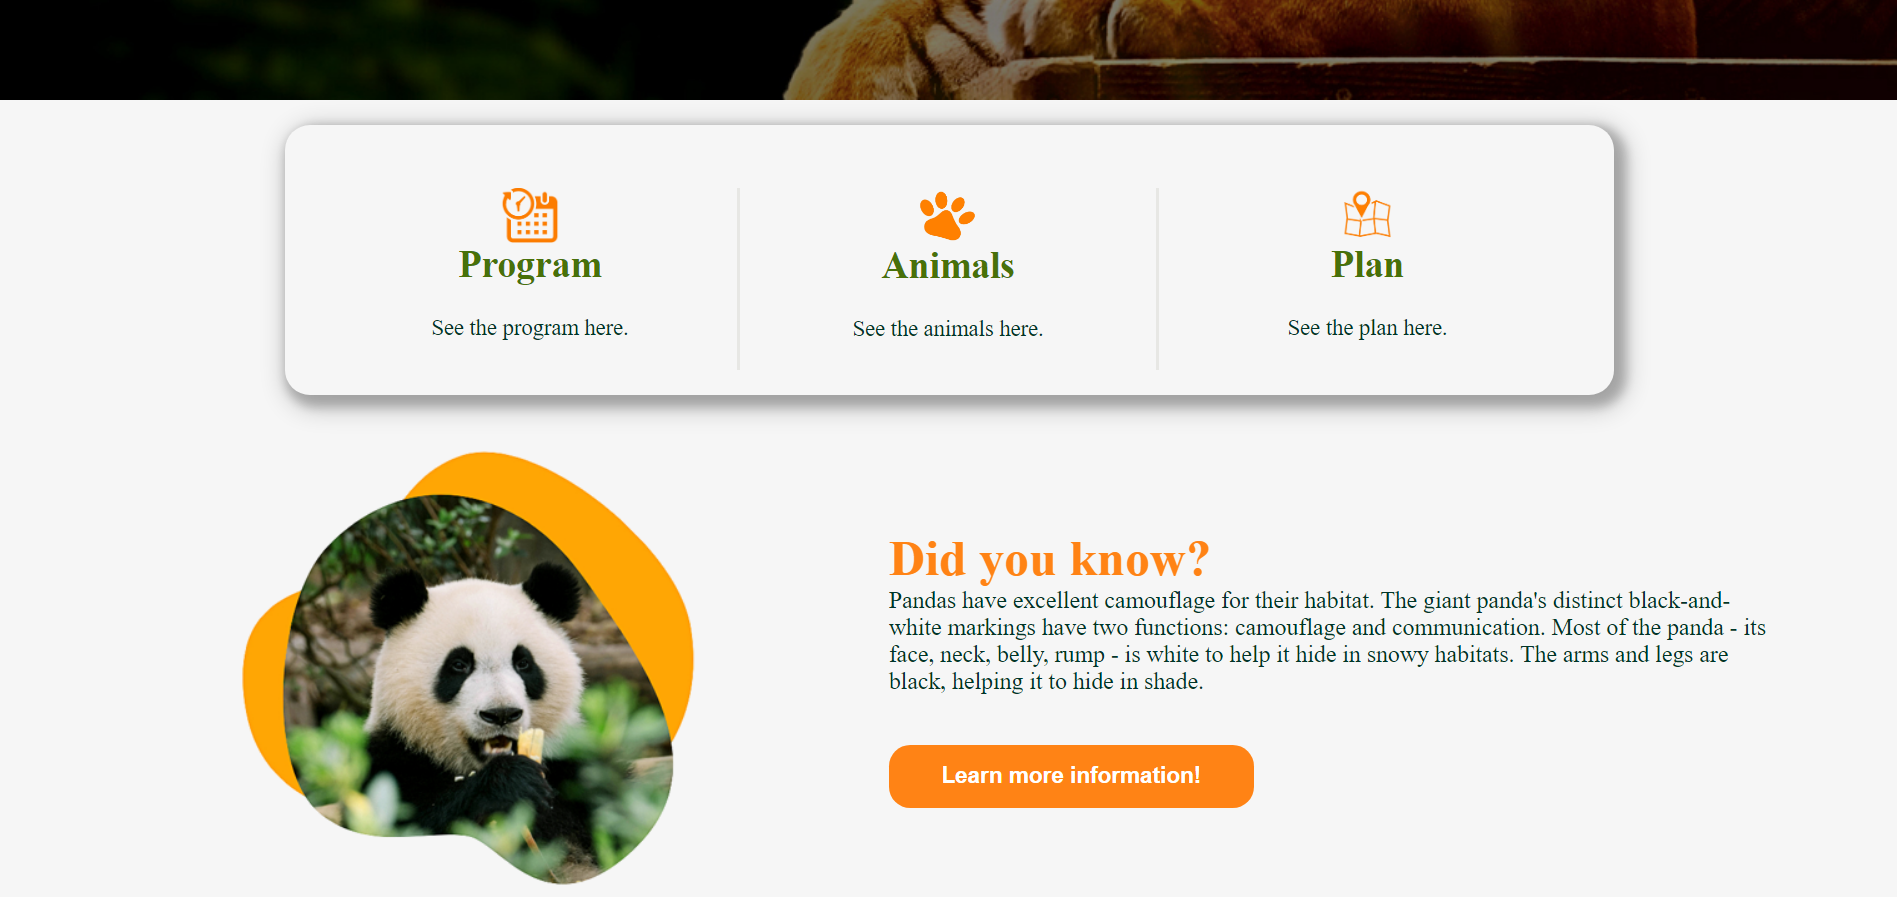 Program
Animals
Plan
See the program here.
See the animals here.
See the plan here.
Did you know?
Pandas have excellent camouflage for their habitat. The giant panda's distinct black-and-
white markings have two functions: camouflage and communication. Most of the panda - its
face, neck, belly, rump - is white to help it hide in snowy habitats. The arms and legs are
black, helping it to hide in shade.
Learn more information!